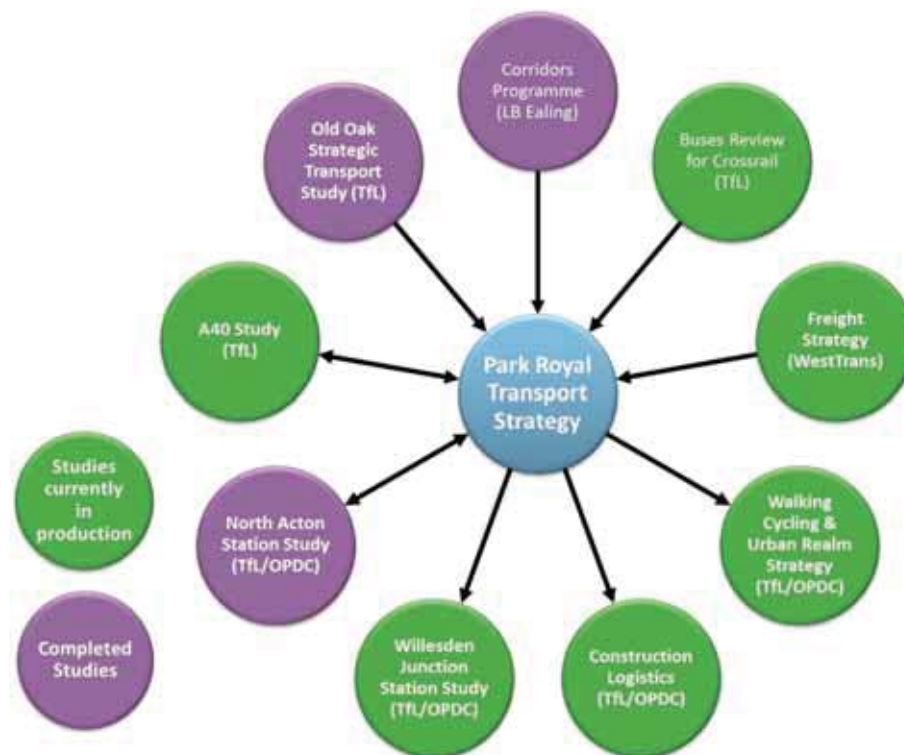 Corridors
Programme
(LB Ealing)
Old Oak
Strategic
Transport
Study (TfL)
Buses Review
for Crossrail
(TfL)
A40 Study
(TfL)
Freight
Strategy
(WestTrans)
Park Royal
Transport
Strategy
Studies
currently
in
production
North Acton
Station Study
(TfL/OPDC)
Walking
Cycling &
Urban Realm
Strategy
(TfL/OPDC)
Completed
Studies
Willesden
Junction
Station Study
(TfL/OPDC)
Construction
Logistics
(TfL/OPDC)